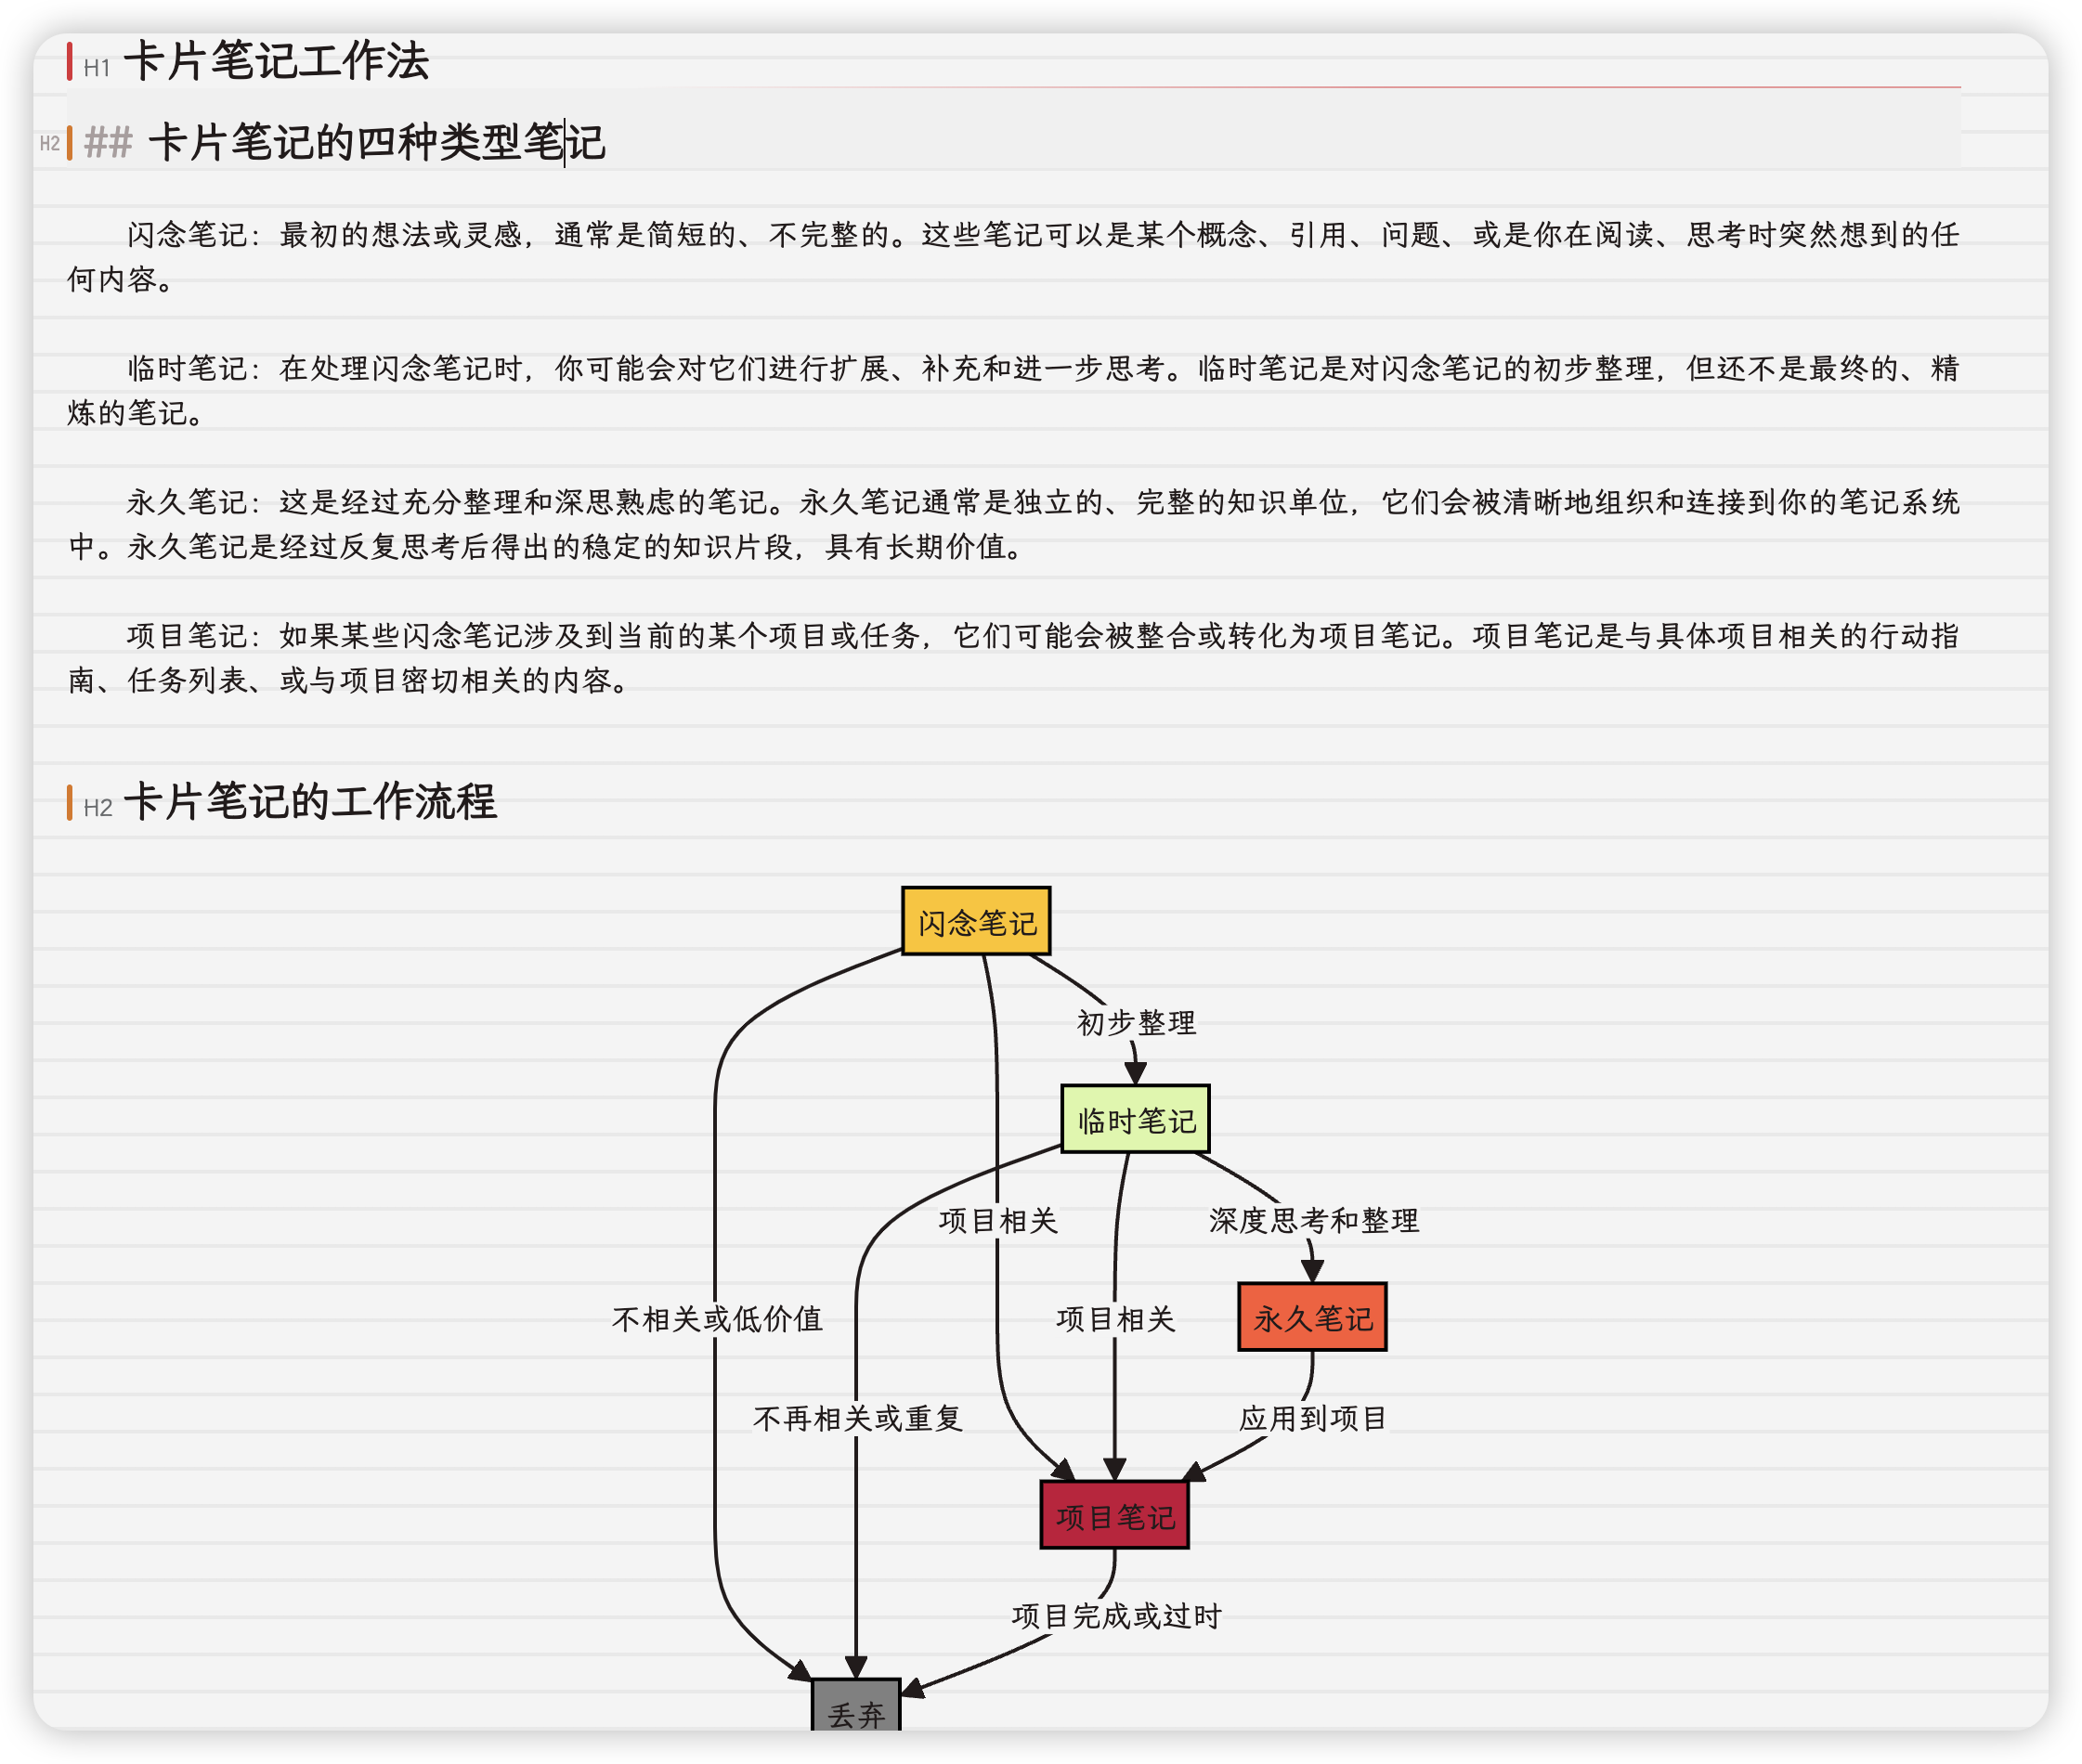 H1 卡片笔记工作法
H2 ## 卡片笔记的四种类型笔记
闪念笔记：最初的想法或灵感，通常是简短的、不完整的。这些笔记可以是某个概念、引用、问题、或是你在阅读、思考时突然想到的任
何内容。
临时笔记：在处理闪念笔记时，你可能会对它们进行扩展、补充和进一步思考。临时笔记是对闪念笔记的初步整理，但还不是最终的、精
炼的笔记。
永久笔记：这是经过充分整理和深思熟虑的笔记。永久笔记通常是独立的、完整的知识单位，它们会被清晰地组织和连接到你的笔记系统
中。永久笔记是经过反复思考后得出的稳定的知识片段，具有长期价值。
项目笔记：如果某些闪念笔记涉及到当前的某个项目或任务，它们可能会被整合或转化为项目笔记。项目笔记是与具体项目相关的行动指
南、任务列表、或与项目密切相关的内容。
H2 卡片笔记的工作流程
闪念笔记
初步整理
临时笔记
项目相关
深度思考和整理
不相关或低价值
项目相关
永久笔记
不再相关或重复
应用到项目
项目笔记
项目完成或过时
丢弃